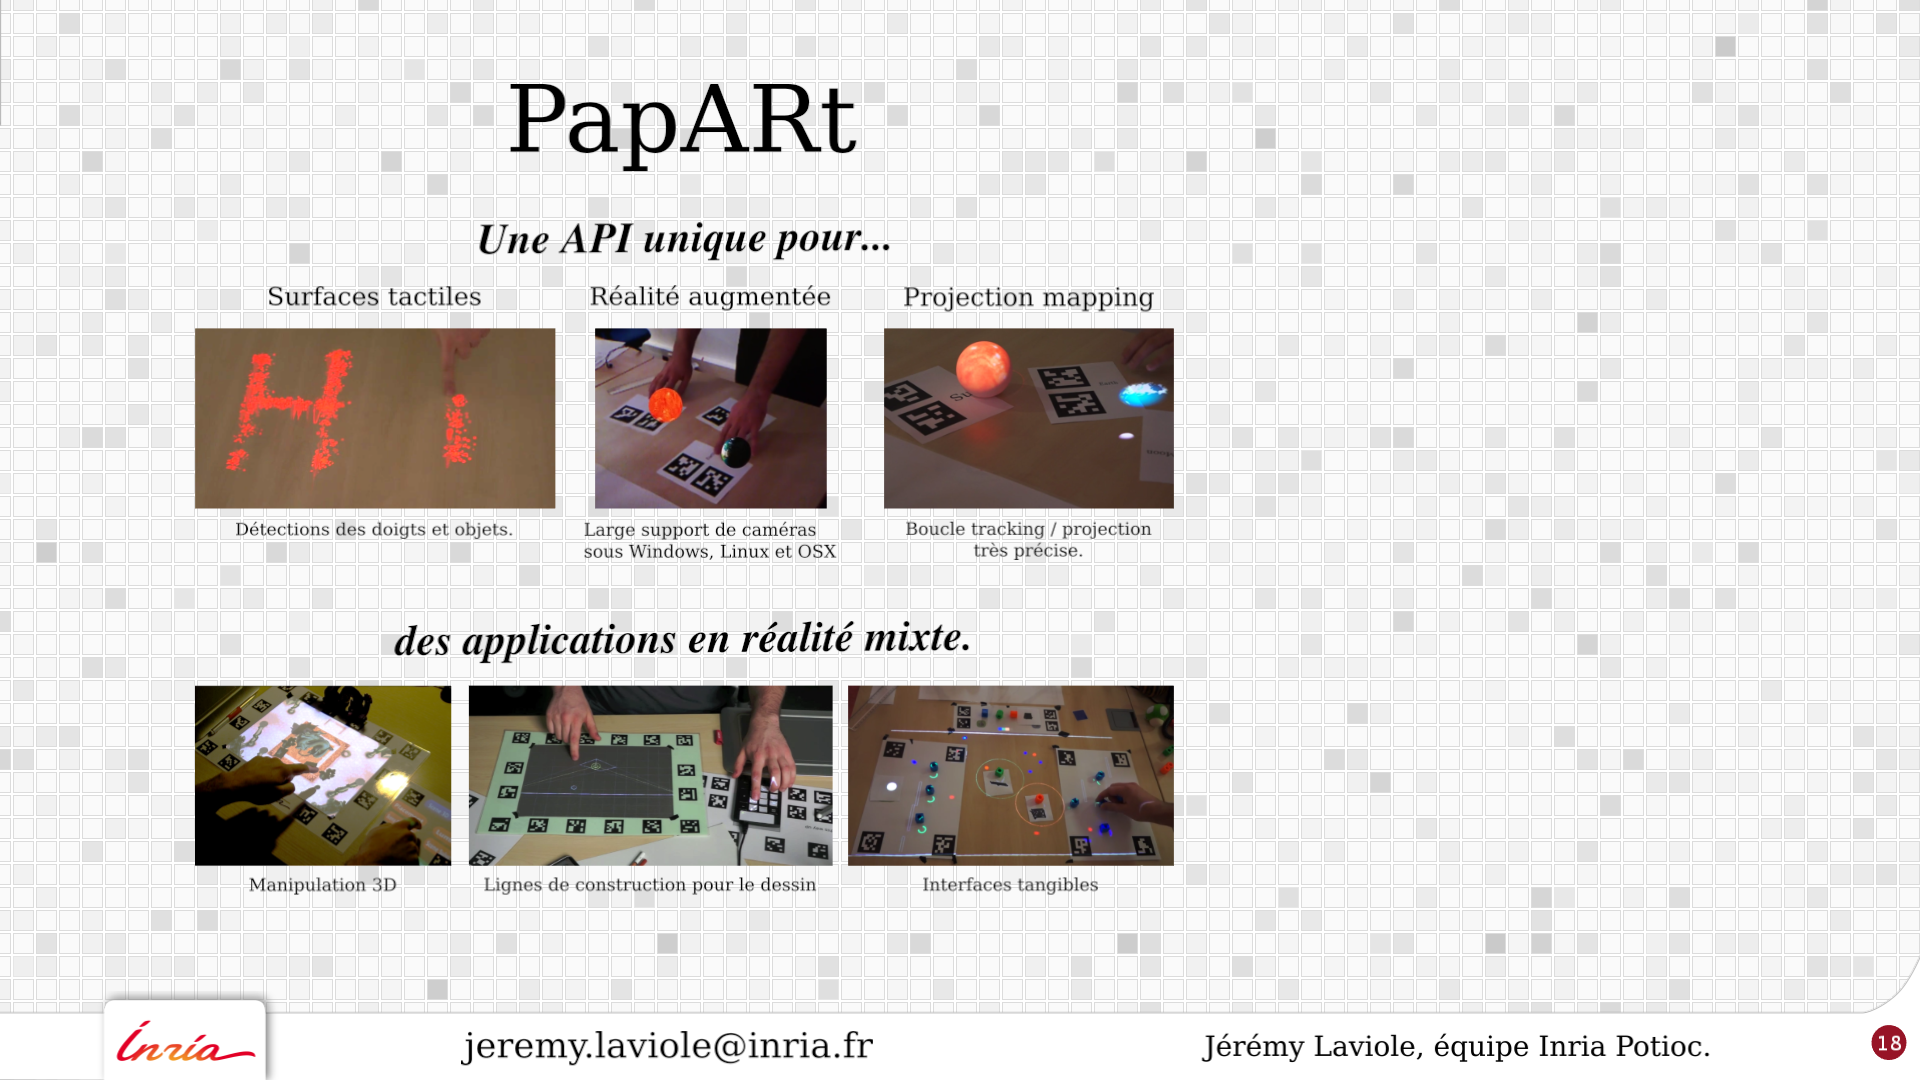 PapARt
Une API unique pour...
Surfaces tactiles
Réalité augmentée
Projection mapping
Hi
Su
Détections des doigts et objets.
Large support de caméras
sous Windows, Linux et OSX
Boucle tracking / projection
très précise.
des applications en réalité mixte.
Manipulation 3D
Lignes de construction pour le dessin
Interfaces tangibles
Inria
jeremy.laviole@inria.fr
Jérémy Laviole, équipe Inria Potioc.
18